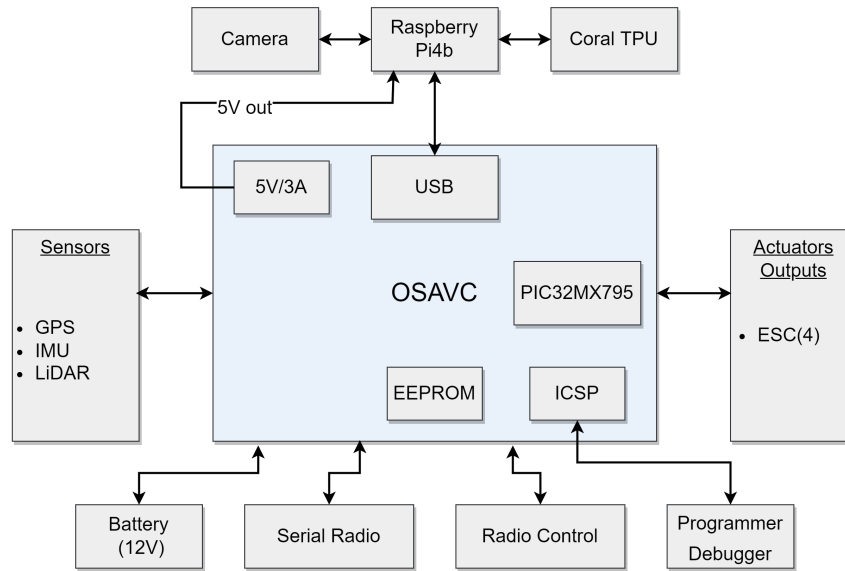 Camera
Raspberry
Pi4b
Coral TPU
5V out
5V/3A
USB
Sensors
• GPS
• IMU
• LiDAR
OSAVC
PIC32MX795
Actuators
Outputs
• ESC(4)
EEPROM
ICSP
Battery
(12V)
Serial Radio
Radio Control
Programmer
Debugger